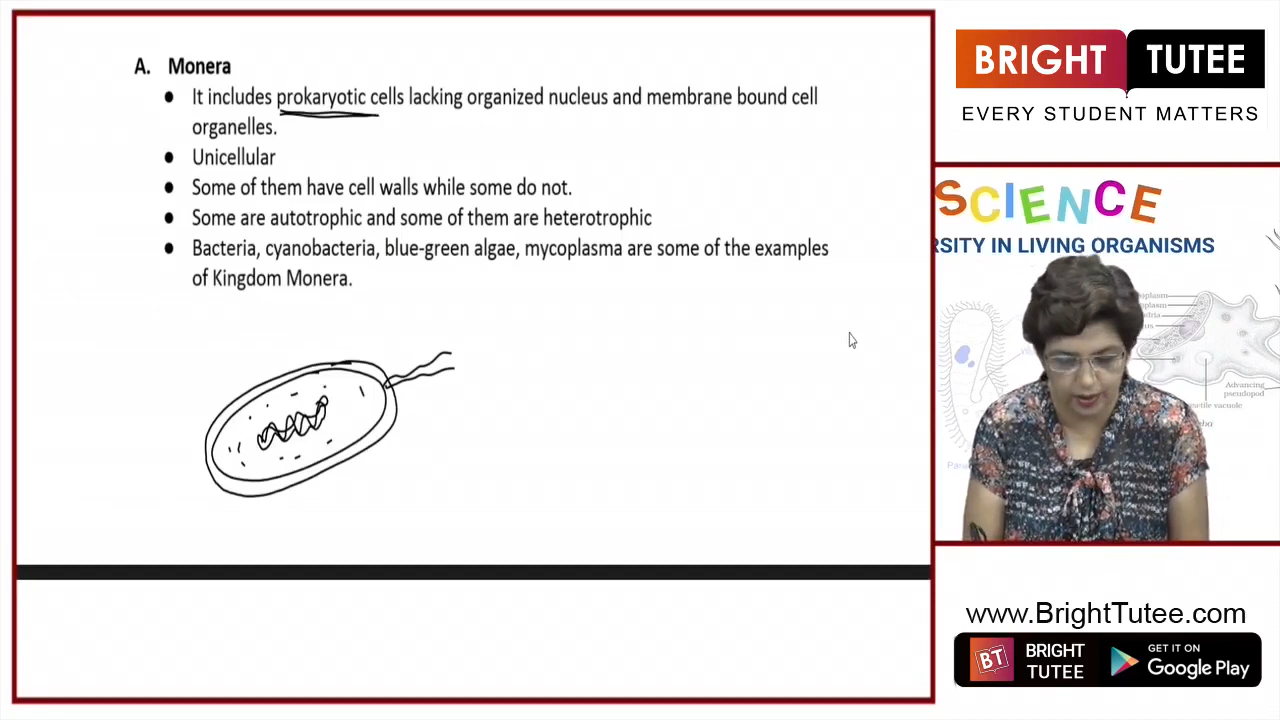 A. Monera
● It includes prokaryotic cells lacking organized nucleus and membrane bound cell
organelles.
● Unicellular
● Some of them have cell walls while some do not.
● Some are autotrophic and some of them are heterotrophic
● Bacteria, cyanobacteria, blue-green algae, mycoplasma are some of the examples
of Kingdom Monera.
BRIGHT TUTEE
EVERY STUDENT MATTERS
SCIENCE
RSITY IN LIVING ORGANISMS
Advancing
pseudopod
www.BrightTutee.com
BT
BRIGHT
TUTEE
GET IT ON
Google Play